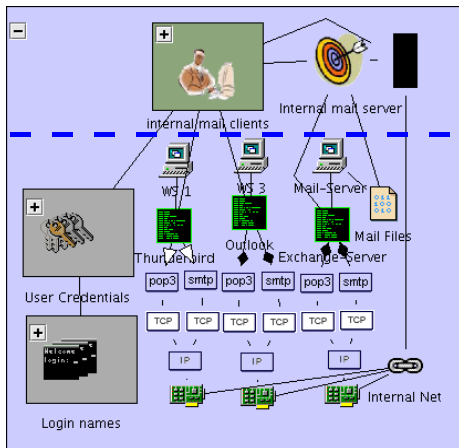 Internal mail server
internal mail clients
WS 1
WS 3
Mail-Server
Thunderbird
Outlook
Exchange-Server
Mail Files
User Credentials
pop3
smtp
pop3
smtp
pop3
smtp
TCP
TCP
TCP
TCP
TCP
TCP
IP
IP
IP
Welcome
login:
Internal Net
Login names